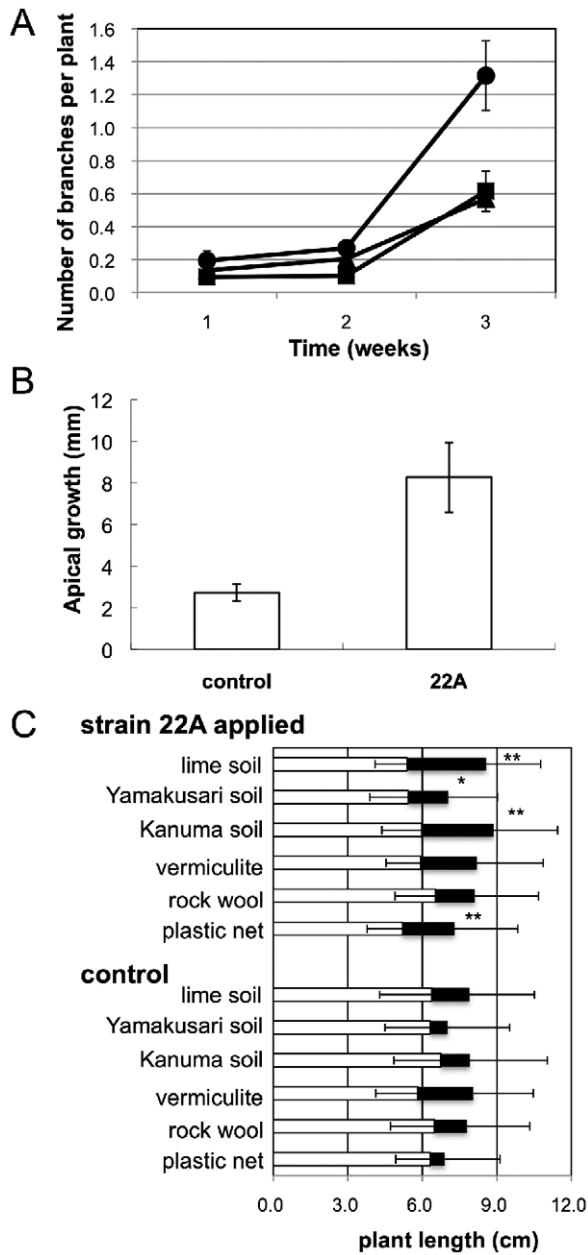 A
Number of branches per plant
1.6
1.4
1.2
1.0
0.8
0.6
0.4
0.2
0.0
1 2 3
Time (weeks)
B
Apical growth (mm)
12
10
8
6
4
2
0
control 22A
C
strain 22A applied
lime soil **
Yamakusari soil *
Kanuma soil **
vermiculite
rock wool
plastic net **
control
lime soil
Yamakusari soil
Kanuma soil
vermiculite
rock wool
plastic net
0.0 3.0 6.0 9.0 12.0
plant length (cm)